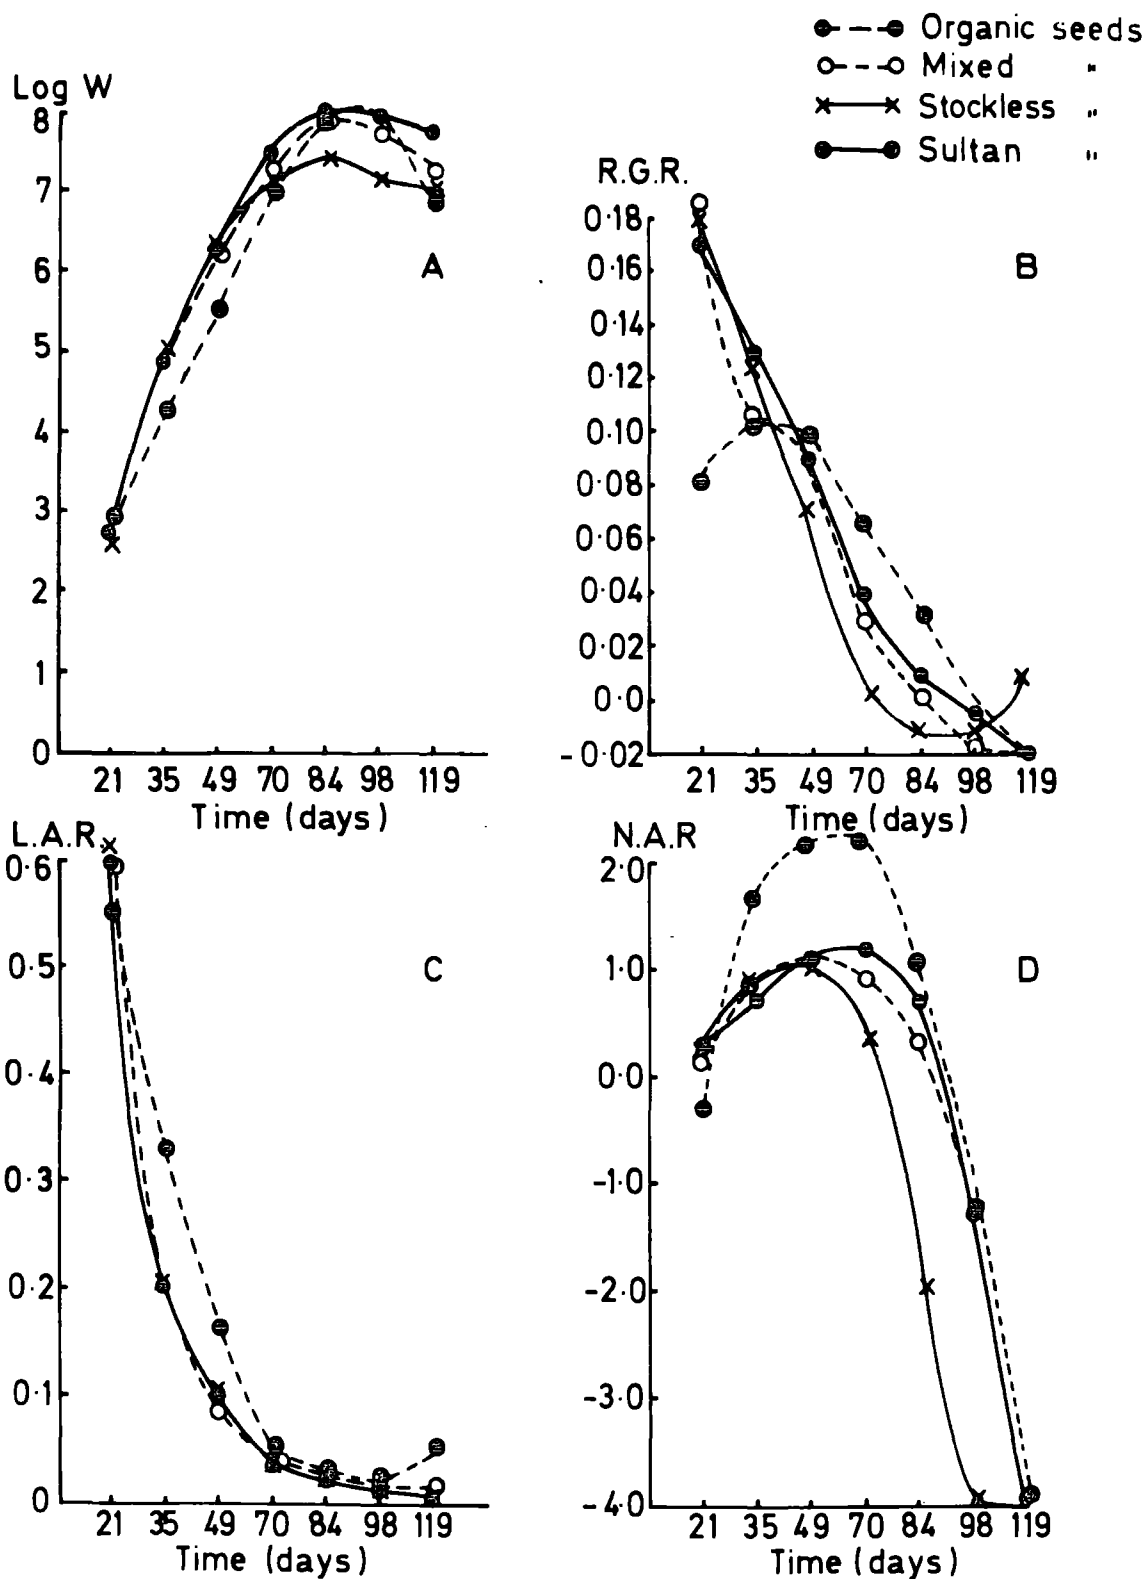 Organic seeds
Mixed "
Stockless "
Sultan "
Log W
8
7
6
5
4
3
2
1
0
A
21 35 49 70 84 98 119
Time (days)
R.G.R.
0·18
0·16
0·14
0·12
0·10
0·08
0·06
0·04
0·02
0·0
-0·02
B
21 35 49 70 84 98 119
Time (days)
L.A.R
0·6
0·5
0·4
0·3
0·2
0·1
0
C
21 35 49 70 84 98 119
Time (days)
N.A.R
2·0
1·0
0·0
-1·0
-2·0
-3·0
-4·0
D
21 35 49 70 84 98 119
Time (days)